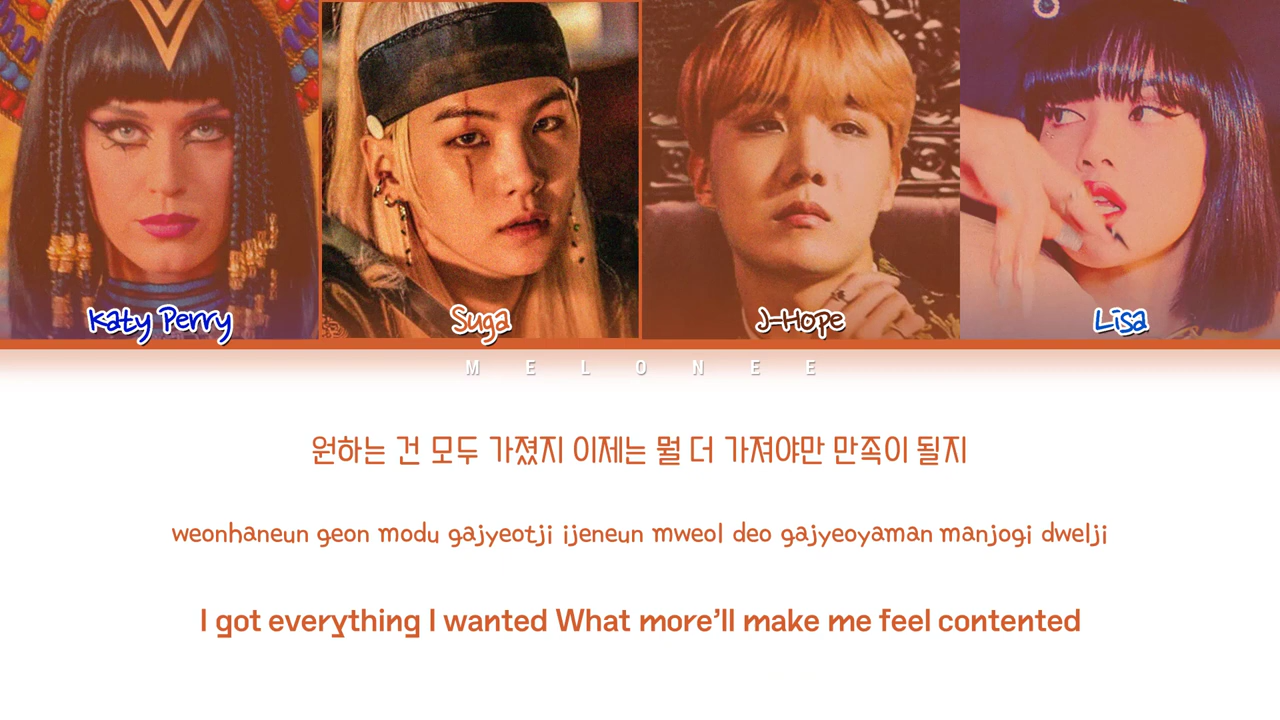 Katy Perry
Suga
J-Hope
Lisa
M E L O N E E
원하는 건 모두 가졌지 이제는 뭘 더 가져야만 만족이 될지
weonhaneun geon modu gajyeotji ijeneun mweol deo gajyeoyaman manjogi dwelji
I got everything I wanted What more’ll make me feel contented